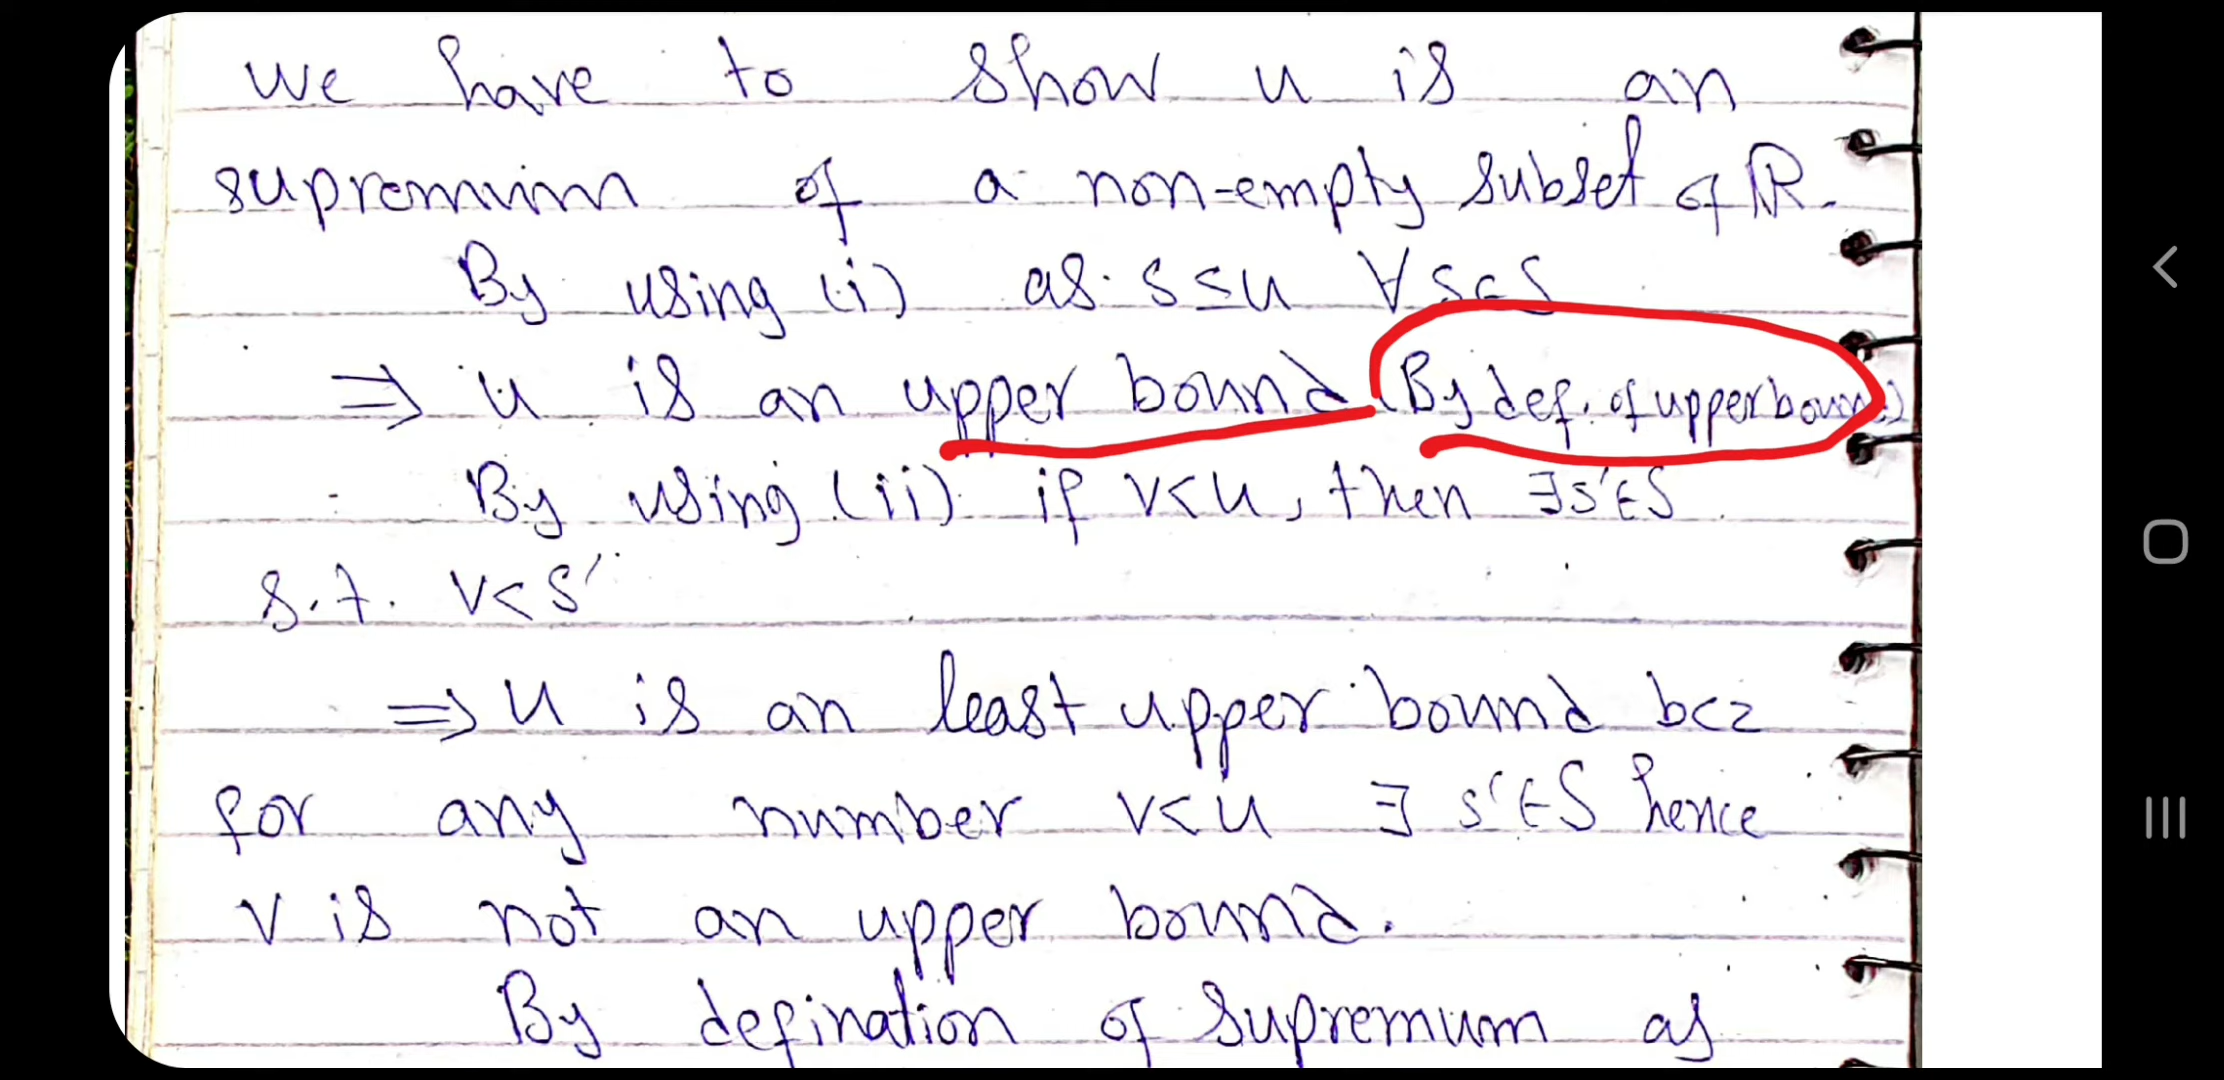 we have to show u is an
supremum of a non-empty subset of ℝ.
By using (i) as s≤u ∀ s∈S
⇒ u is an upper bound (By def. of upper bound)
By using (ii) if v<u, then ∃s'∈S
s.t. v<s'
⇒ u is an least upper bound bcz
for any number v<u ∃ s'∈S hence
v is not an upper bound.
By defination of supremum as